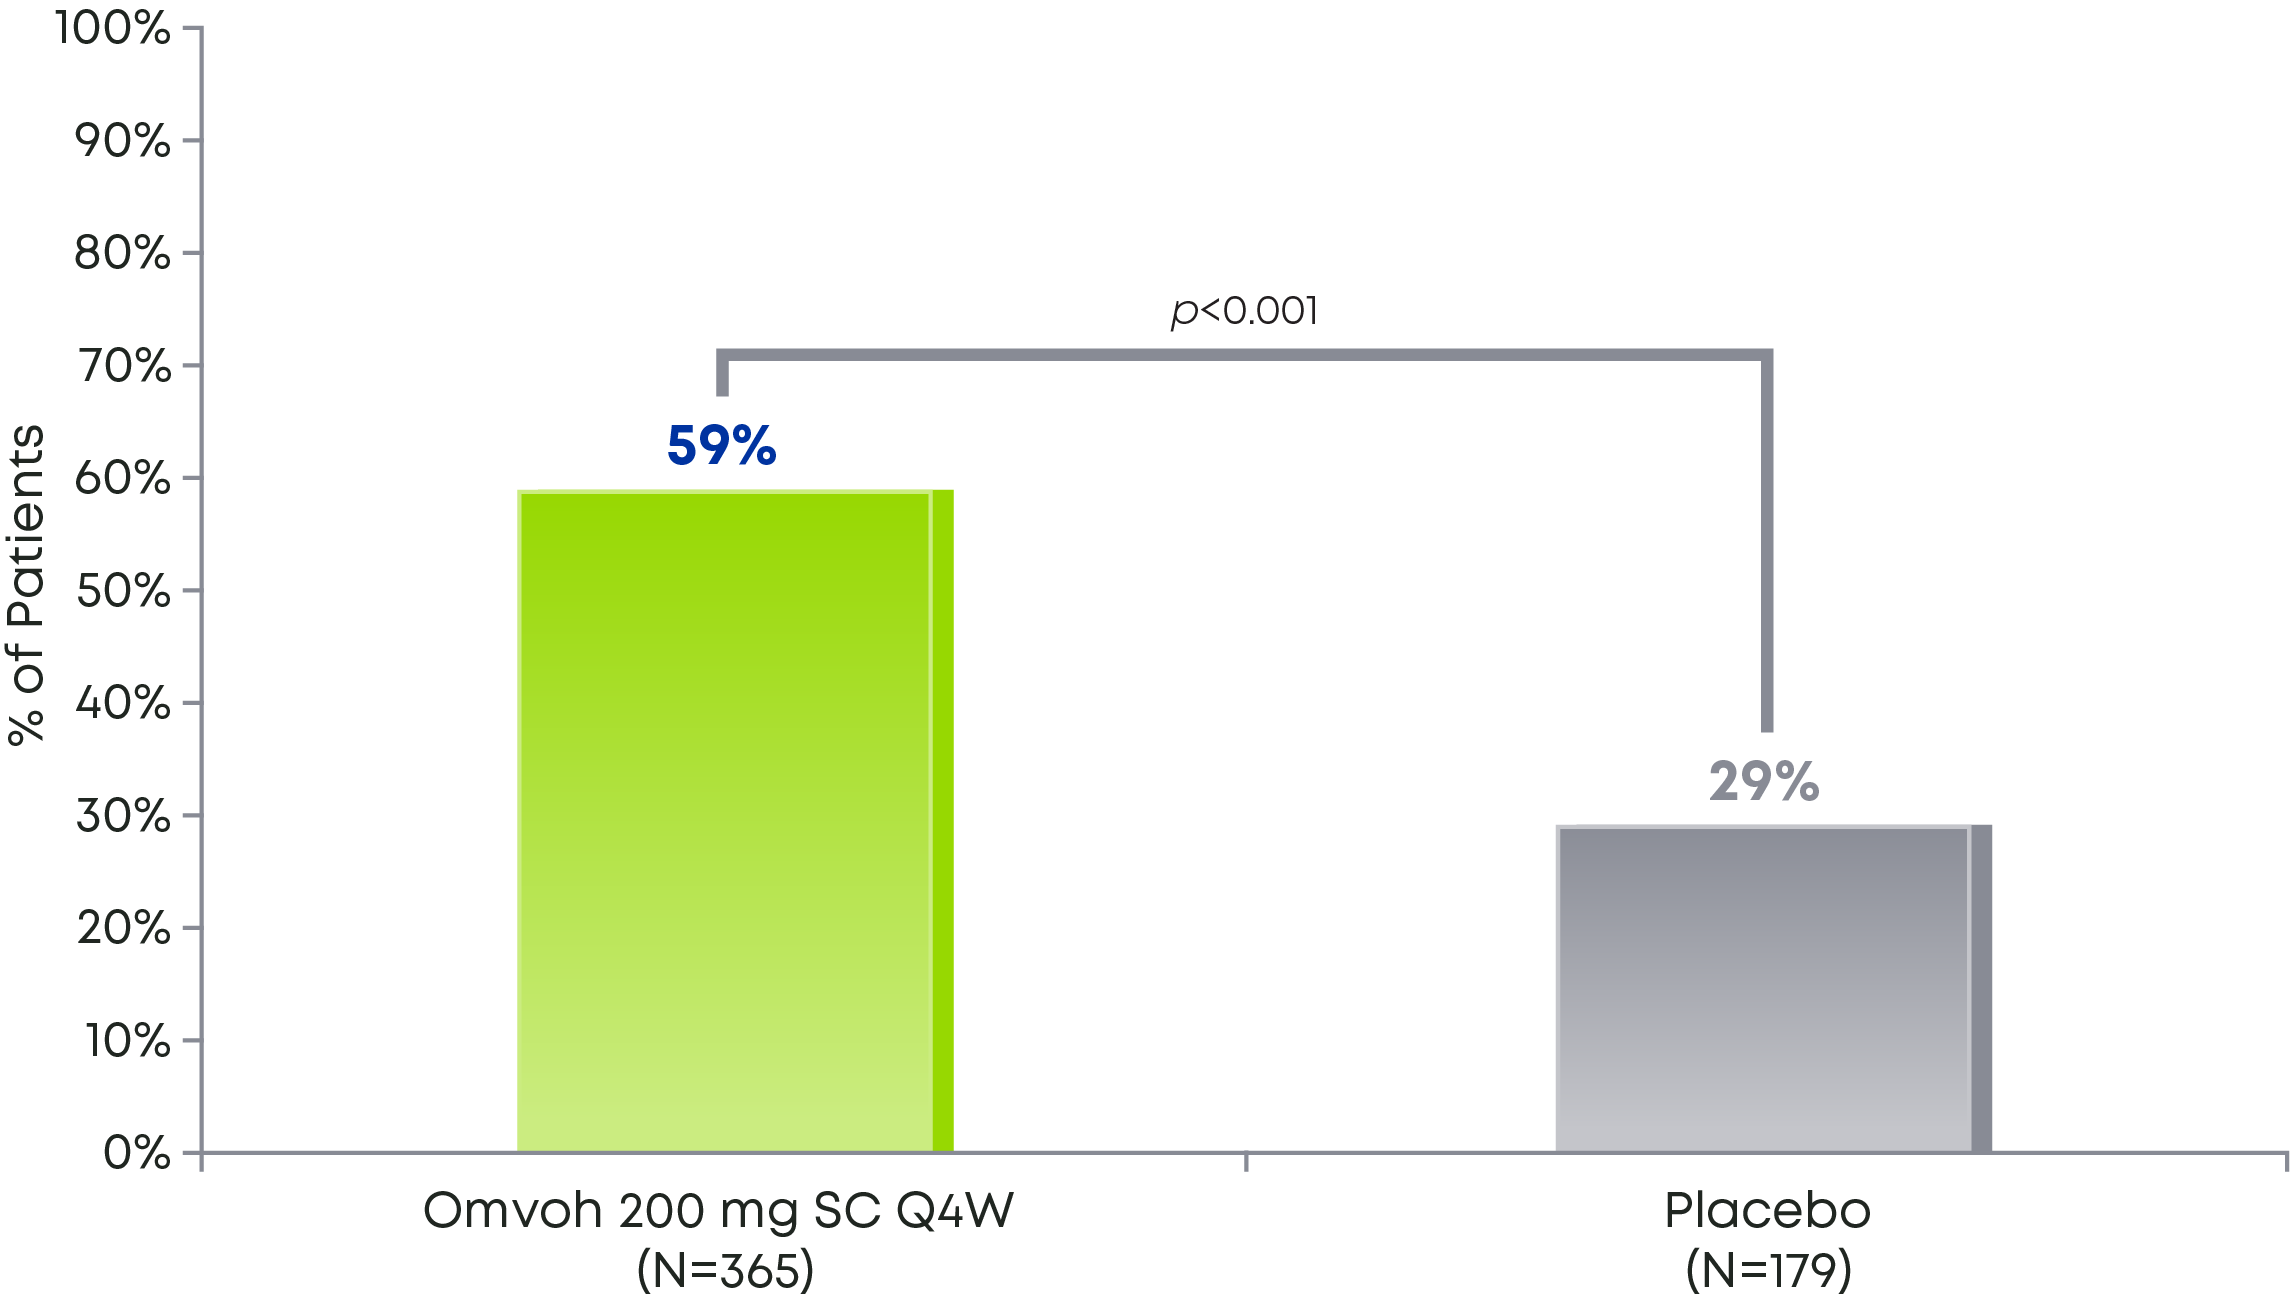 100%
90%
80%
70%
60%
50%
40%
30%
20%
10%
0%
% of Patients
p<0.001
59%
29%
Omvoh 200 mg SC Q4W
(N=365)
Placebo
(N=179)